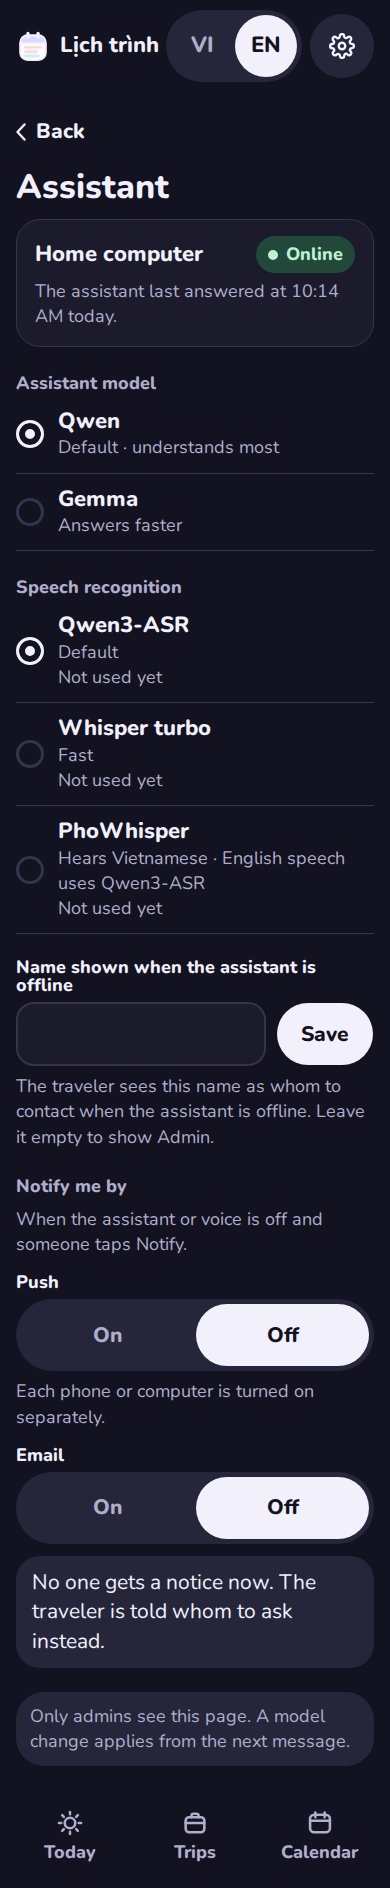 Lịch trình
VI
EN
Back
Assistant
Home computer
Online
The assistant last answered at 10:14
AM today.
Assistant model
Qwen
Default · understands most
Gemma
Answers faster
Speech recognition
Qwen3-ASR
Default
Not used yet
Whisper turbo
Fast
Not used yet
PhoWhisper
Hears Vietnamese · English speech
uses Qwen3-ASR
Not used yet
Name shown when the assistant is
offline
Save
The traveler sees this name as whom to
contact when the assistant is offline. Leave
it empty to show Admin.
Notify me by
When the assistant or voice is off and
someone taps Notify.
Push
On
Off
Each phone or computer is turned on
separately.
Email
On
Off
No one gets a notice now. The
traveler is told whom to ask
instead.
Only admins see this page. A model
change applies from the next message.
Today
Trips
Calendar